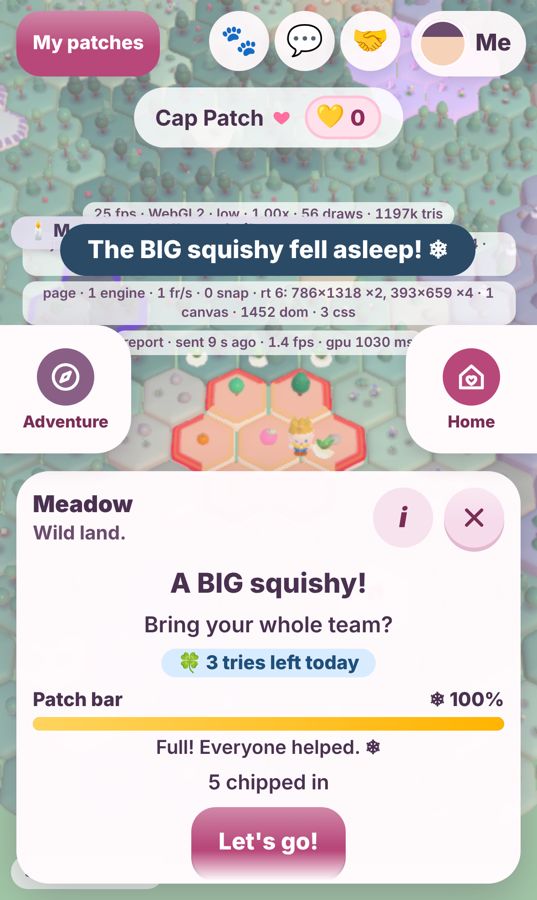 My patches
Me
Cap Patch
0
25 fps · WebGL2 · low · 1.00x · 56 draws · 1197k tris
The BIG squishy fell asleep!
page · 1 engine · 1 fr/s · 0 snap · rt 6: 786×1318 ×2, 393×659 ×4 · 1
canvas · 1452 dom · 3 css
report · sent 9 s ago · 1.4 fps · gpu 1030 ms
Adventure
Home
Meadow
Wild land.
i
A BIG squishy!
Bring your whole team?
3 tries left today
Patch bar
100%
Full! Everyone helped.
5 chipped in
Let's go!